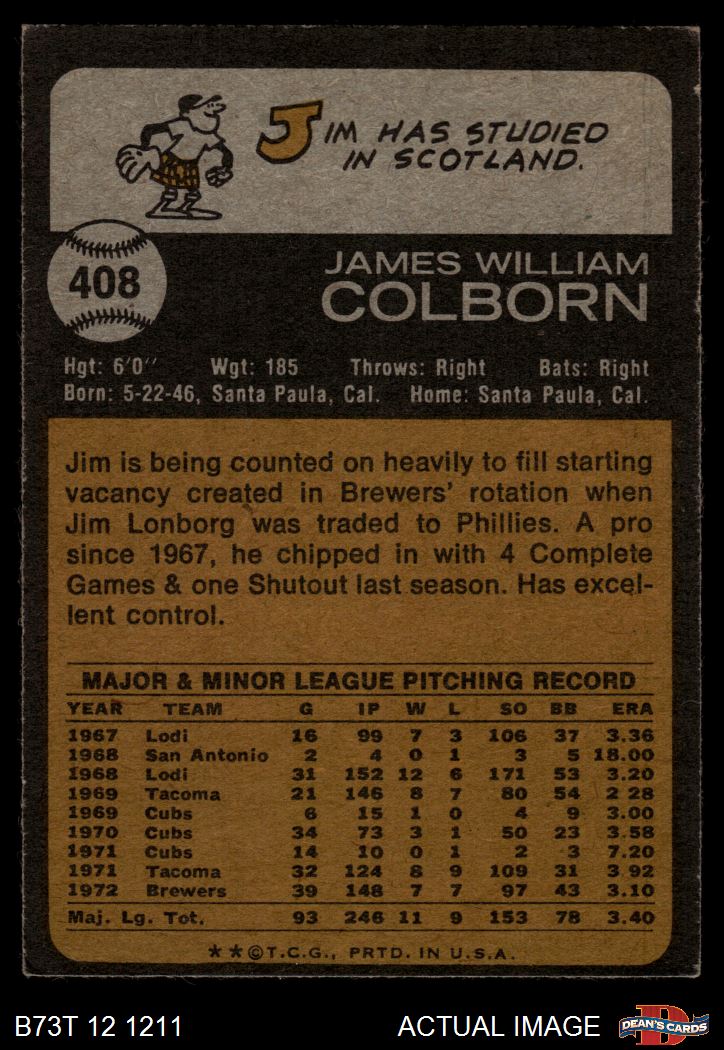 JIM HAS STUDIED
IN SCOTLAND.
408
JAMES WILLIAM
COLBORN
Hgt: 6'0'' Wgt: 185 Throws: Right Bats: Right
Born: 5-22-46, Santa Paula, Cal. Home: Santa Paula, Cal.
Jim is being counted on heavily to fill starting
vacancy created in Brewers' rotation when
Jim Lonborg was traded to Phillies. A pro
since 1967, he chipped in with 4 Complete
Games & one Shutout last season. Has excel-
lent control.
MAJOR & MINOR LEAGUE PITCHING RECORD
YEAR TEAM G IP W L SO BB ERA
1967 Lodi 16 99 7 3 106 37 3.36
1968 San Antonio 2 4 0 1 3 5 18.00
1968 Lodi 31 152 12 6 171 53 3.20
1969 Tacoma 21 146 8 7 80 54 2 28
1969 Cubs 6 15 1 0 4 9 3.00
1970 Cubs 34 73 3 1 50 23 3.58
1971 Cubs 14 10 0 1 2 3 7.20
1971 Tacoma 32 124 8 9 109 31 3 92
1972 Brewers 39 148 7 7 97 43 3.10
Maj. Lg. Tot. 93 246 11 9 153 78 3.40
★★©T.C.G., PRTD. IN U.S.A.
B73T 12 1211 ACTUAL IMAGE D DEAN'S CARDS